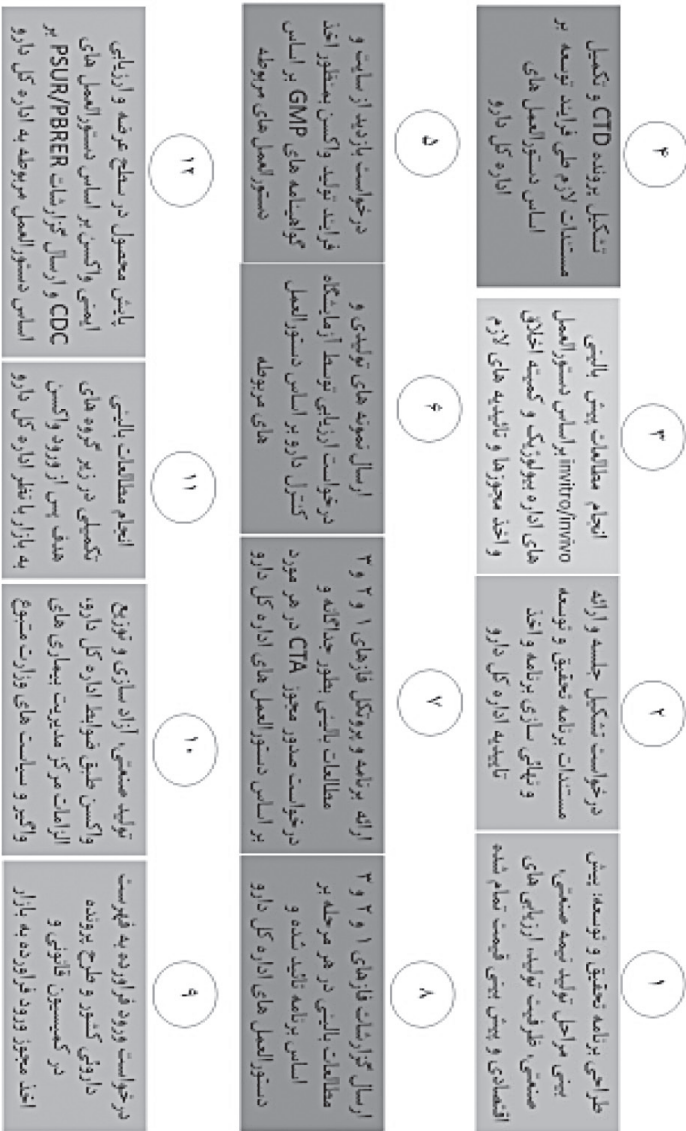 ۱
طراحی برنامه تحقیق و توسعه: پیش
بینی مراحل تولید نیمه صنعتی،
صنعتی، ظرفیت تولید، ارزیابی های
اقتصادی و پیش بینی قیمت تمام شده
۲
درخواست تشکیل جلسه و ارائه
مستندات برنامه تحقیق و توسعه
و نهائی سازی برنامه و اخذ
تاییدیه اداره کل دارو
۳
انجام مطالعات پیش بالینی
invitro/invivo بر اساس دستورالعمل
های اداره بیولوژیک و کمیته اخلاق
و اخذ مجوزها و تائیدیه های لازم
۴
تشکیل پرونده CTD و تکمیل
مستندات لازم طی فرایند توسعه بر
اساس دستورالعمل های
اداره کل دارو
۵
درخواست بازدید از سایت و
فرایند تولید واکسن بمنظور اخذ
گواهینامه های GMP بر اساس
دستورالعمل های مربوطه
۶
ارسال نمونه های تولیدی و
درخواست ارزیابی توسط آزمایشگاه
کنترل دارو بر اساس دستورالعمل
های مربوطه
۷
ارائه برنامه و پروتکل فازهای ۱ و ۲ و ۳
مطالعات بالینی بطور جداگانه و
درخواست صدور مجوز CTA در هر مورد
بر اساس دستورالعمل های اداره کل دارو
۸
ارسال گزارشات فازهای ۱ و ۲ و ۳
مطالعات بالینی در هر مرحله بر
اساس برنامه تائید شده و
دستورالعمل های اداره کل دارو
۹
درخواست ورود فراورده به فهرست
داروئی کشور و طرح پرونده
در کمیسیون قانونی و
اخذ مجوز ورود فراورده به بازار
۱۰
تولید صنعتی، آزاد سازی و توزیع
واکسن طبق ضوابط اداره کل دارو،
الزامات مرکز مدیریت بیماری های
واگیر و سیاست های وزارت متبوع
۱۱
انجام مطالعات بالینی
تکمیلی در زیر گروه های
هدف پس از ورود واکسن
به بازار با نظر اداره کل دارو
۱۲
پایش محصول در سطح عرضه و ارزیابی
ایمنی واکسن بر اساس دستورالعمل های
CDC و ارسال گزارشات PSUR/PBRER بر
اساس دستورالعمل مربوطه به اداره کل دارو